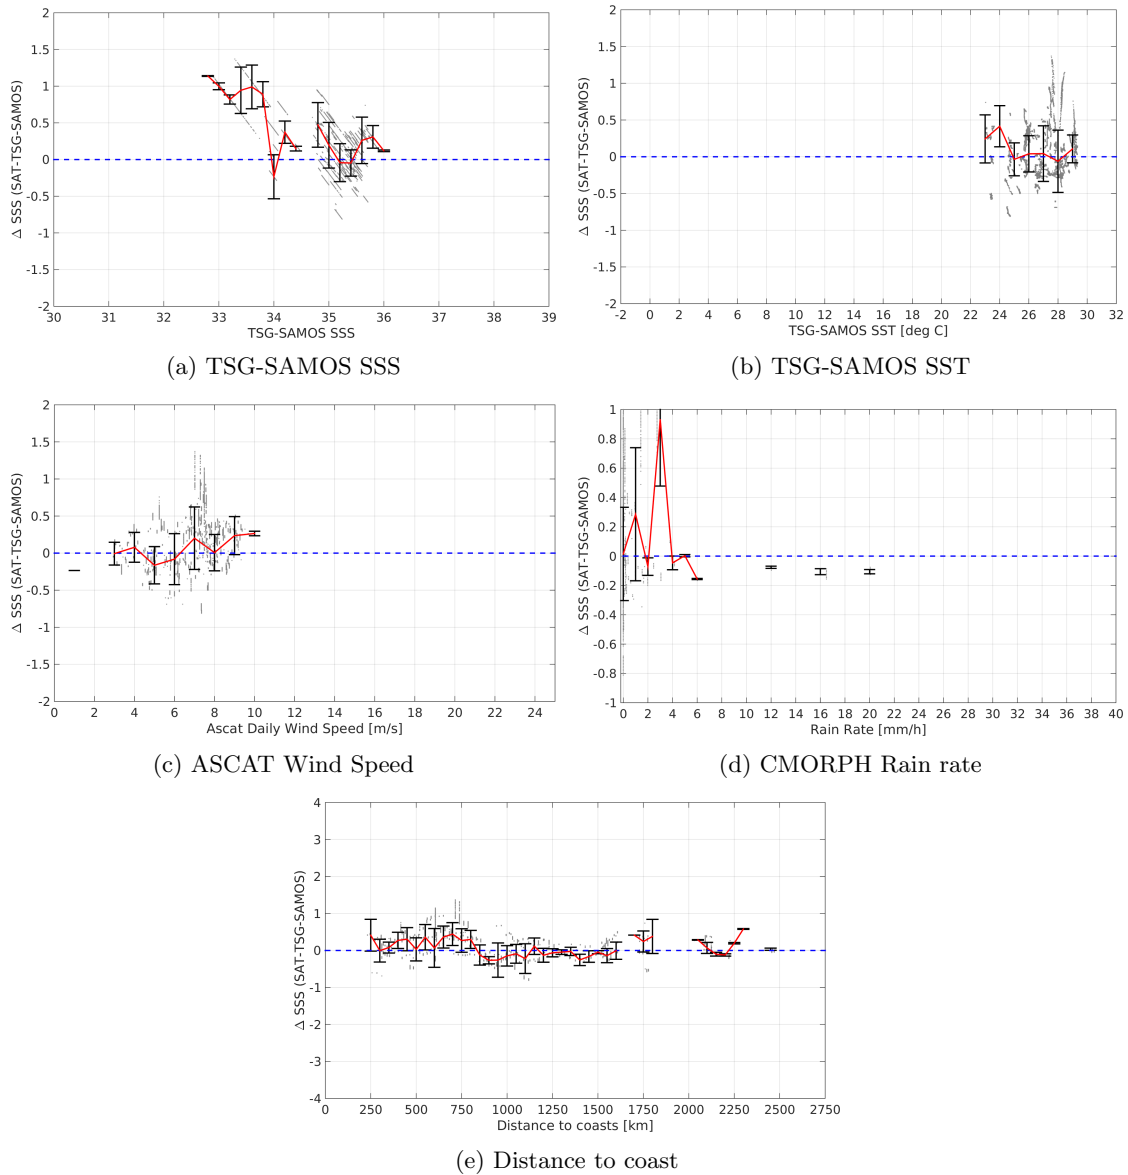 2
1.5
1
0.5
0
-0.5
-1
-1.5
-2
Δ SSS (SAT-TSG-SAMOS)
30 31 32 33 34 35 36 37 38 39
TSG-SAMOS SSS
(a) TSG-SAMOS SSS
2
1.5
1
0.5
0
-0.5
-1
-1.5
-2
Δ SSS (SAT-TSG-SAMOS)
-2 0 2 4 6 8 10 12 14 16 18 20 22 24 26 28 30 32
TSG-SAMOS SST [deg C]
(b) TSG-SAMOS SST
2
1.5
1
0.5
0
-0.5
-1
-1.5
-2
Δ SSS (SAT-TSG-SAMOS)
0 2 4 6 8 10 12 14 16 18 20 22 24
Ascat Daily Wind Speed [m/s]
(c) ASCAT Wind Speed
1
0.8
0.6
0.4
0.2
0
-0.2
-0.4
-0.6
-0.8
-1
Δ SSS (SAT-TSG-SAMOS)
0 2 4 6 8 10 12 14 16 18 20 22 24 26 28 30 32 34 36 38 40
Rain Rate [mm/h]
(d) CMORPH Rain rate
4
3
2
1
0
-1
-2
-3
-4
Δ SSS (SAT-TSG-SAMOS)
0 250 500 750 1000 1250 1500 1750 2000 2250 2500 2750
Distance to coasts [km]
(e) Distance to coast